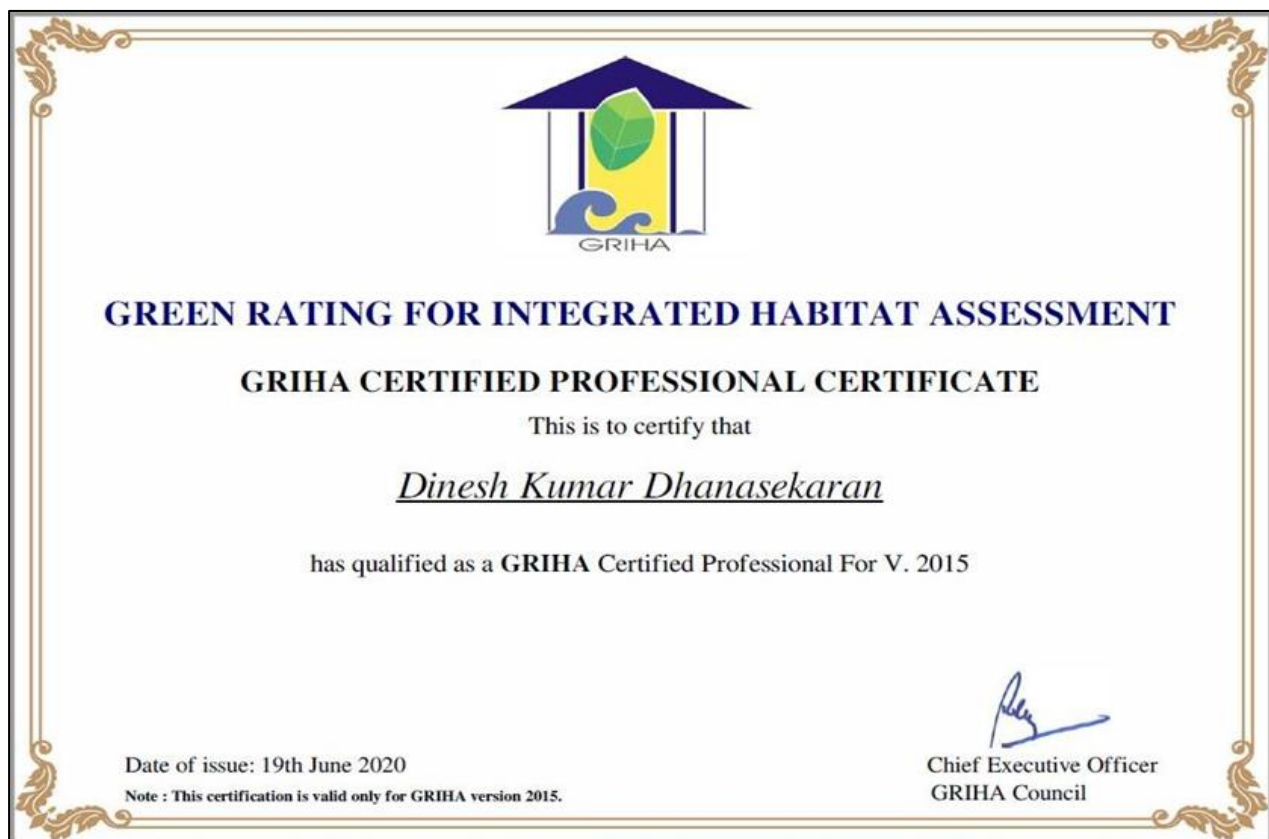 GRIHA
GREEN RATING FOR INTEGRATED HABITAT ASSESSMENT
GRIHA CERTIFIED PROFESSIONAL CERTIFICATE
This is to certify that
Dinesh Kumar Dhanasekaran
has qualified as a GRIHA Certified Professional For V. 2015
Date of issue: 19th June 2020
Note : This certification is valid only for GRIHA version 2015.
Chief Executive Officer
GRIHA Council